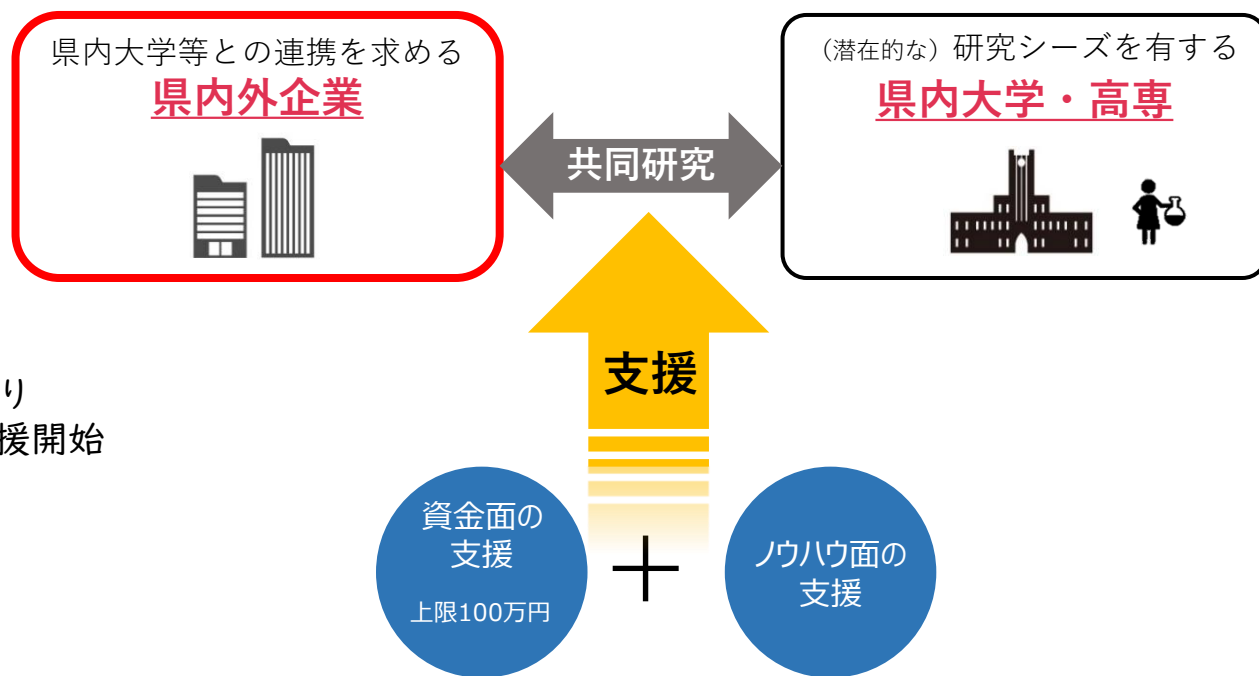 県内大学等との連携を求める
県内外企業
(潜在的な) 研究シーズを有する
県内大学・高専
共同研究
支援
り
援開始
資金面の
支援
上限100万円
＋
ノウハウ面の
支援